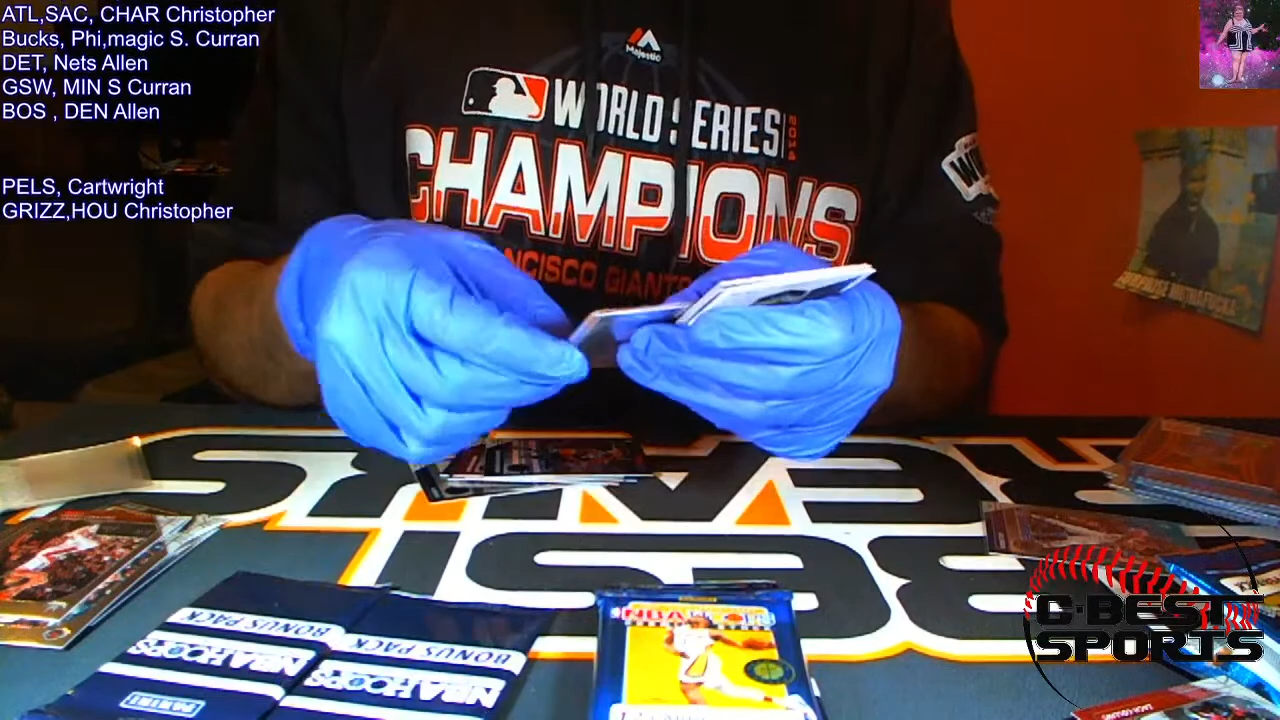 ATL,SAC, CHAR Christopher
Bucks, Phi,magic S. Curran
DET, Nets Allen
GSW, MIN S Curran
BOS , DEN Allen
PELS, Cartwright
GRIZZ,HOU Christopher
Majestic
WORLD SERIES 2014
CHAMPIONS
NCISCO GIANTS
BONUS PACK
NBA HOOPS
PANINI
BONUS PACK
NBA HOOPS
C-BEST
SPORTS